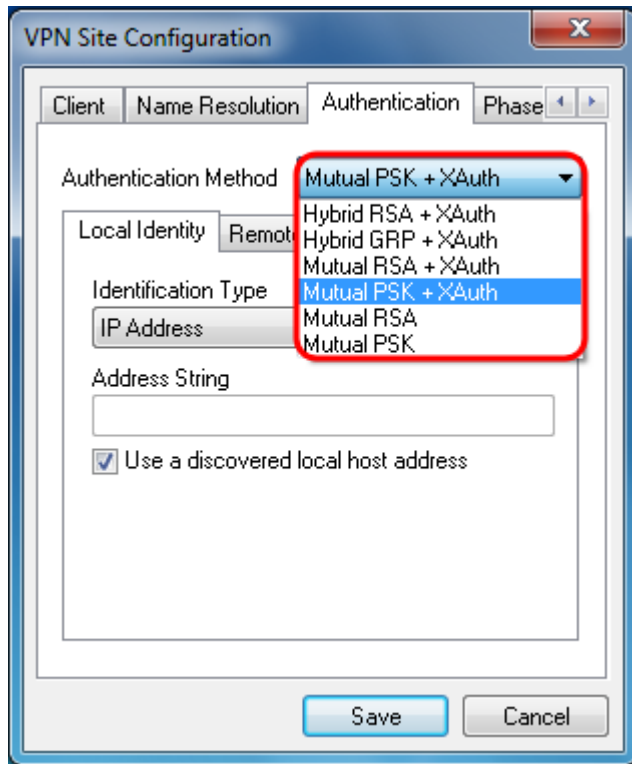 VPN Site Configuration
Client Name Resolution Authentication Phase
Authentication Method Mutual PSK + XAuth
Hybrid RSA + XAuth
Hybrid GRP + XAuth
Mutual RSA + XAuth
Mutual PSK + XAuth
Mutual RSA
Mutual PSK
Local Identity
Identification Type
IP Address
Address String
Use a discovered local host address
Save Cancel